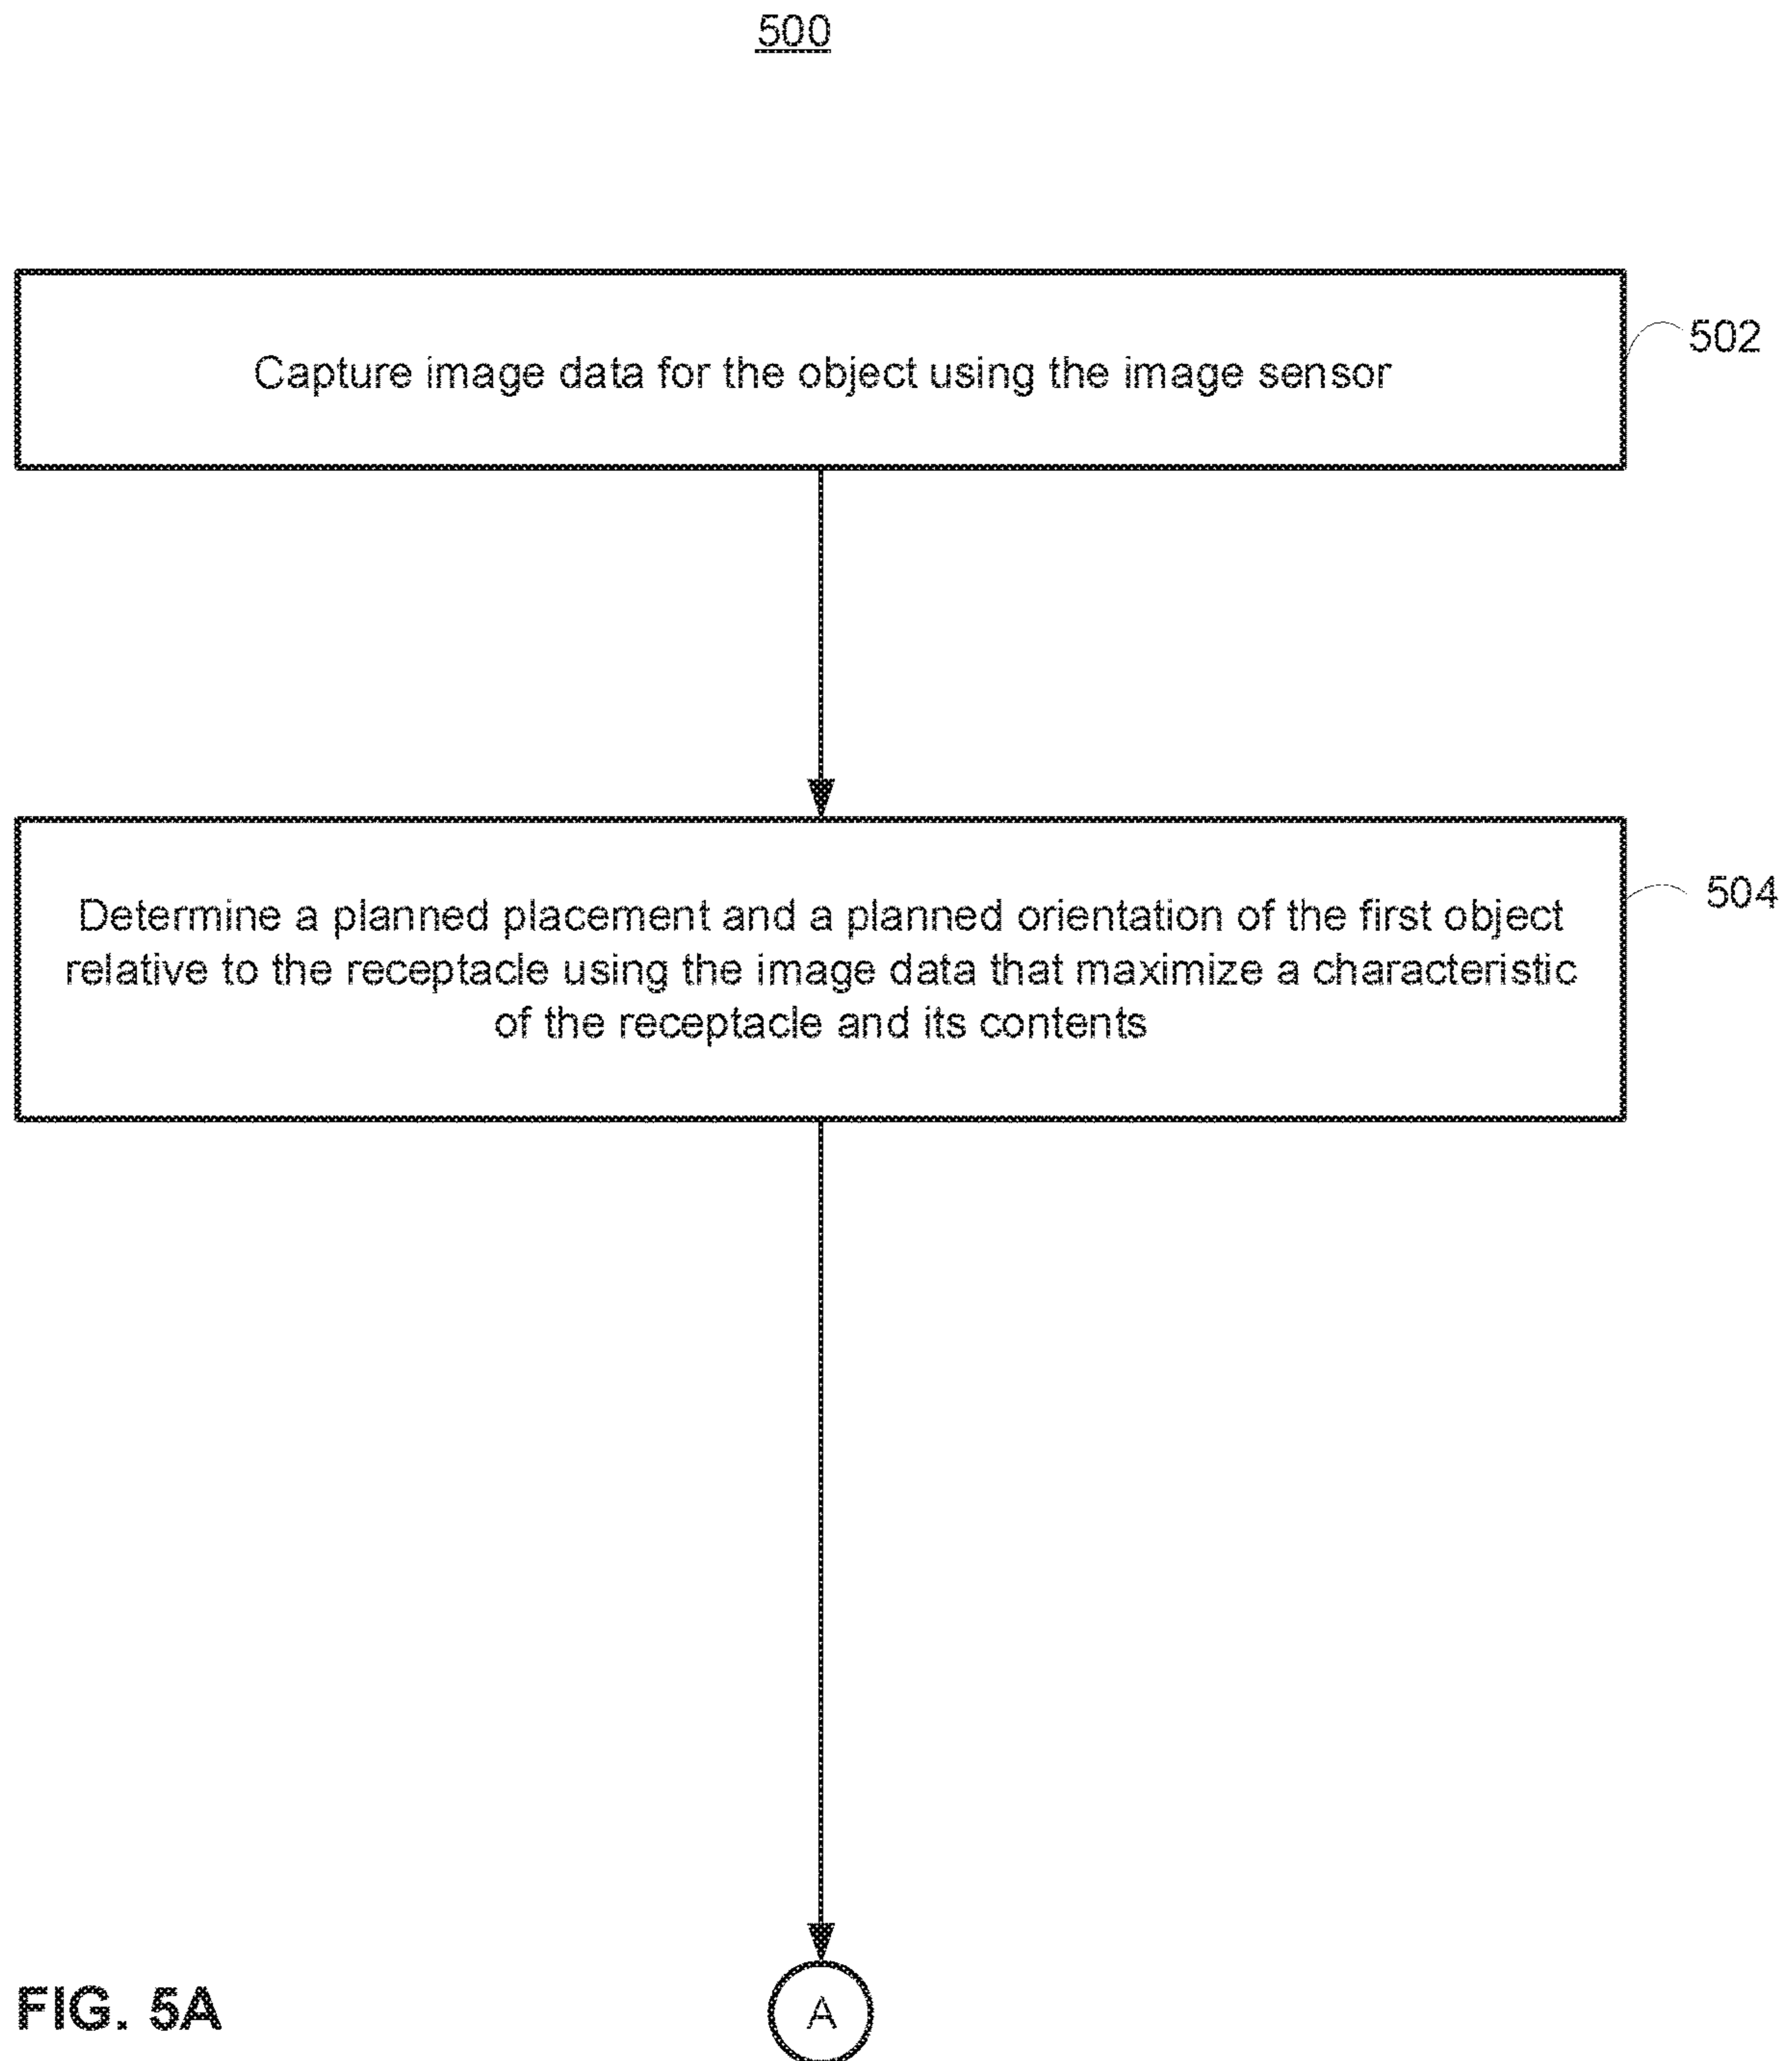 500
Capture image data for the object using the image sensor
502
Determine a planned placement and a planned orientation of the first object
relative to the receptacle using the image data that maximize a characteristic
of the receptacle and its contents
504
FIG. 5A
A